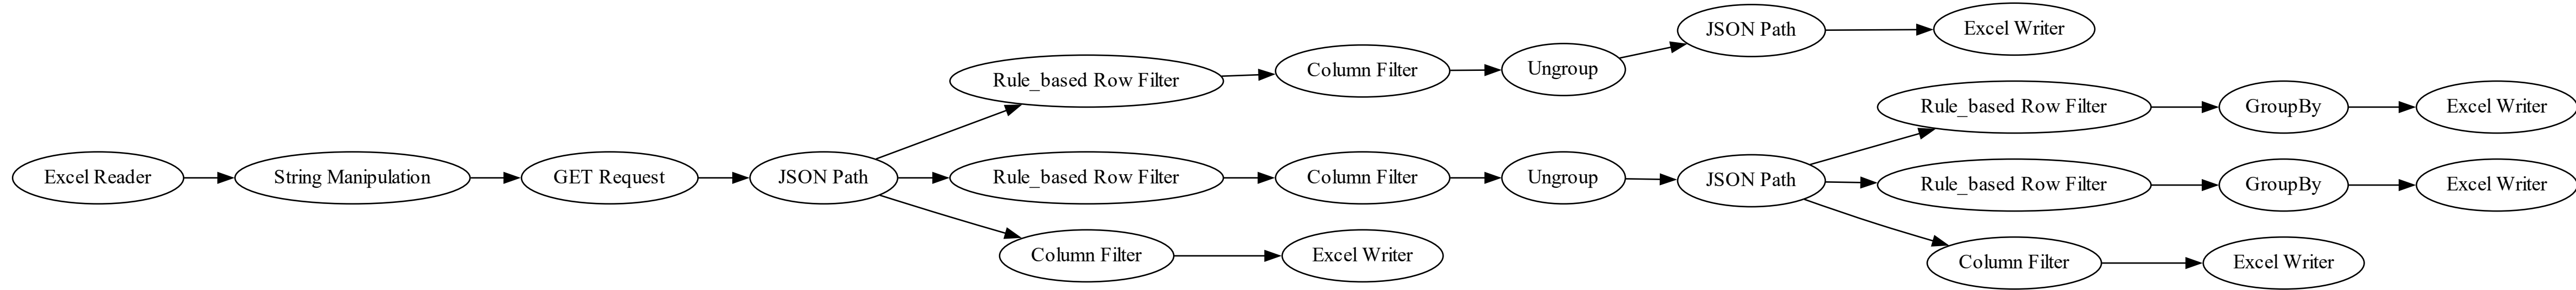 JSON Path
Excel Writer
Rule_based Row Filter
Column Filter
Ungroup
Rule_based Row Filter
GroupBy
Excel Writer
Excel Reader
String Manipulation
GET Request
JSON Path
Rule_based Row Filter
Column Filter
Ungroup
JSON Path
Rule_based Row Filter
GroupBy
Excel Writer
Column Filter
Excel Writer
Column Filter
Excel Writer